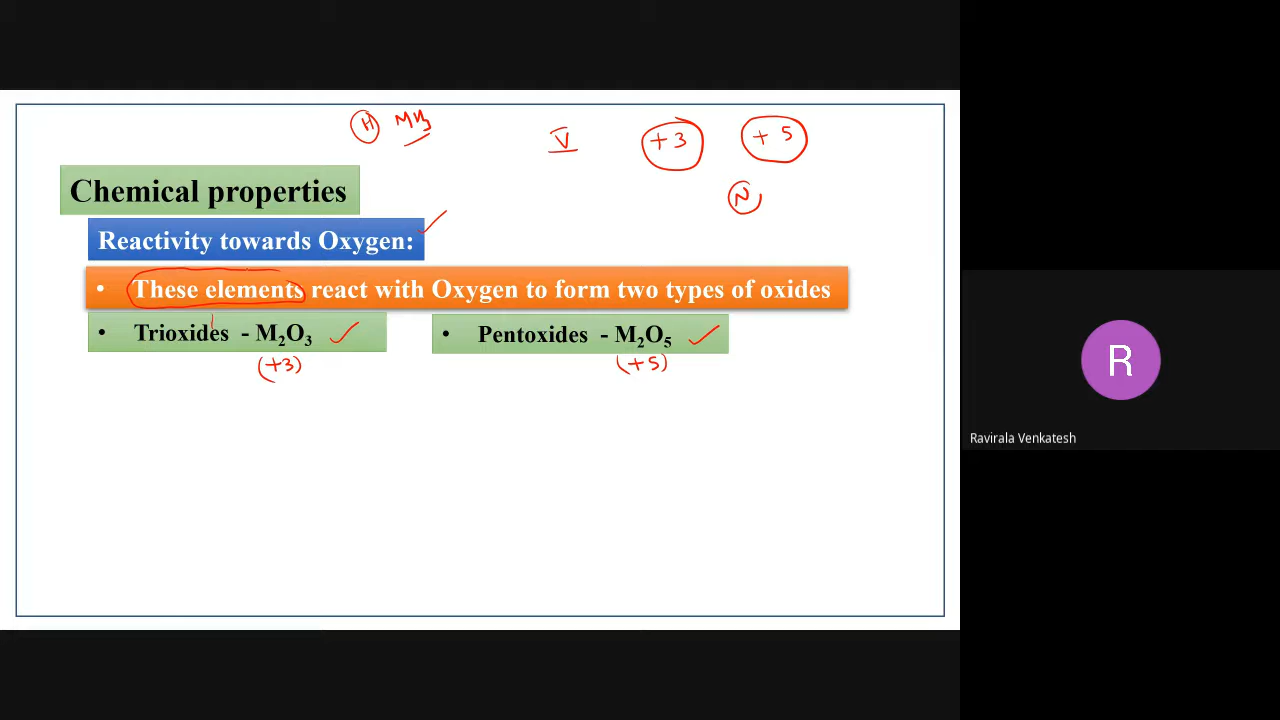 H MH3 V +3 +5
N
Chemical properties
Reactivity towards Oxygen:
• These elements react with Oxygen to form two types of oxides
• Trioxides - M₂O₃ • Pentoxides - M₂O₅
(+3) (+5)
R
Ravirala Venkatesh